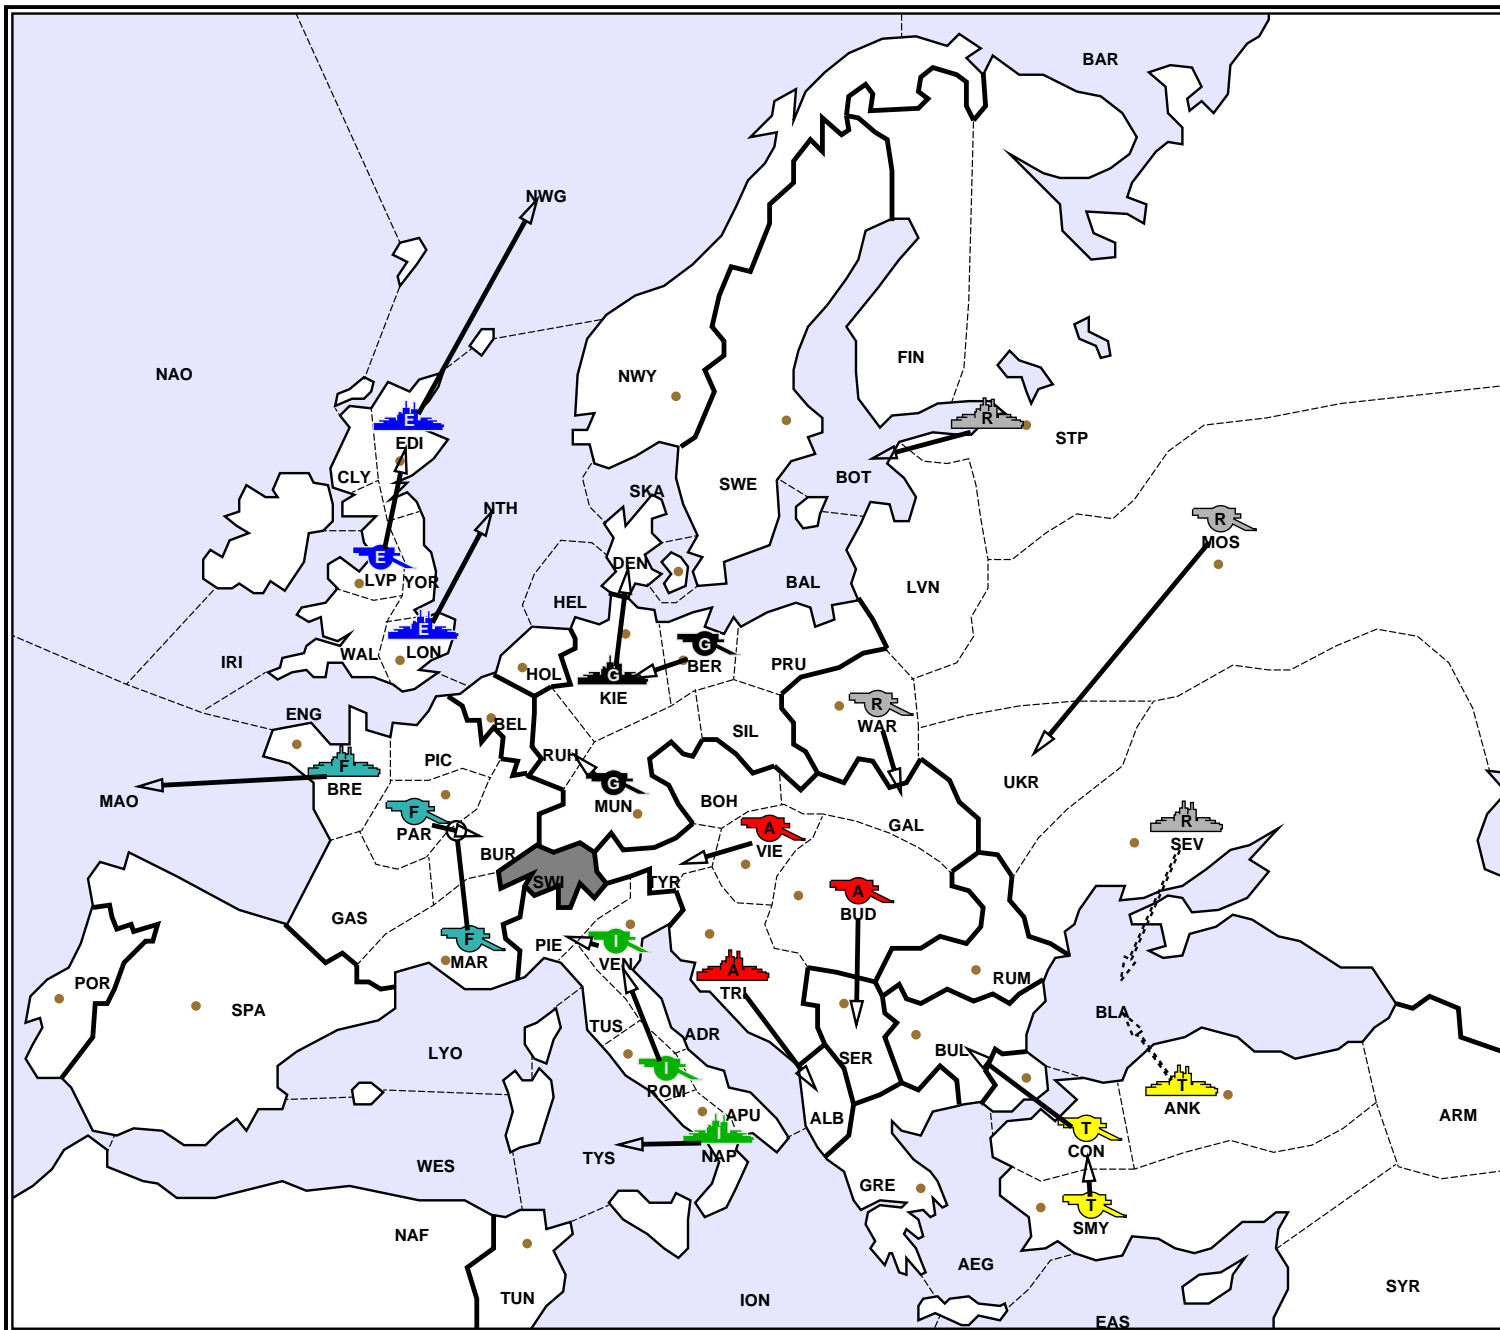 BAR
NWG
NAO
FIN
NWY
E
R
EDI
STP
CLY
BOT
SWE
SKA
NTH
R
MOS
E
LVP
YOR
DEN
BAL
LVN
HEL
E
LON
WAL
IRI
G
BER
PRU
HOL
G
KIE
R
WAR
ENG
BEL
SIL
PIC
RUH
F
BRE
MAO
G
MUN
BOH
UKR
F
PAR
A
VIE
GAL
R
SEV
BUR
SWI
TYR
A
BUD
GAS
F
MAR
PIE
I
VEN
A
TRI
RUM
POR
SPA
BLA
TUS
ADR
LYO
SER
BUL
I
ROM
T
ANK
APU
ALB
ARM
I
NAP
T
CON
TYS
WES
GRE
T
SMY
NAF
AEG
SYR
TUN
ION
EAS